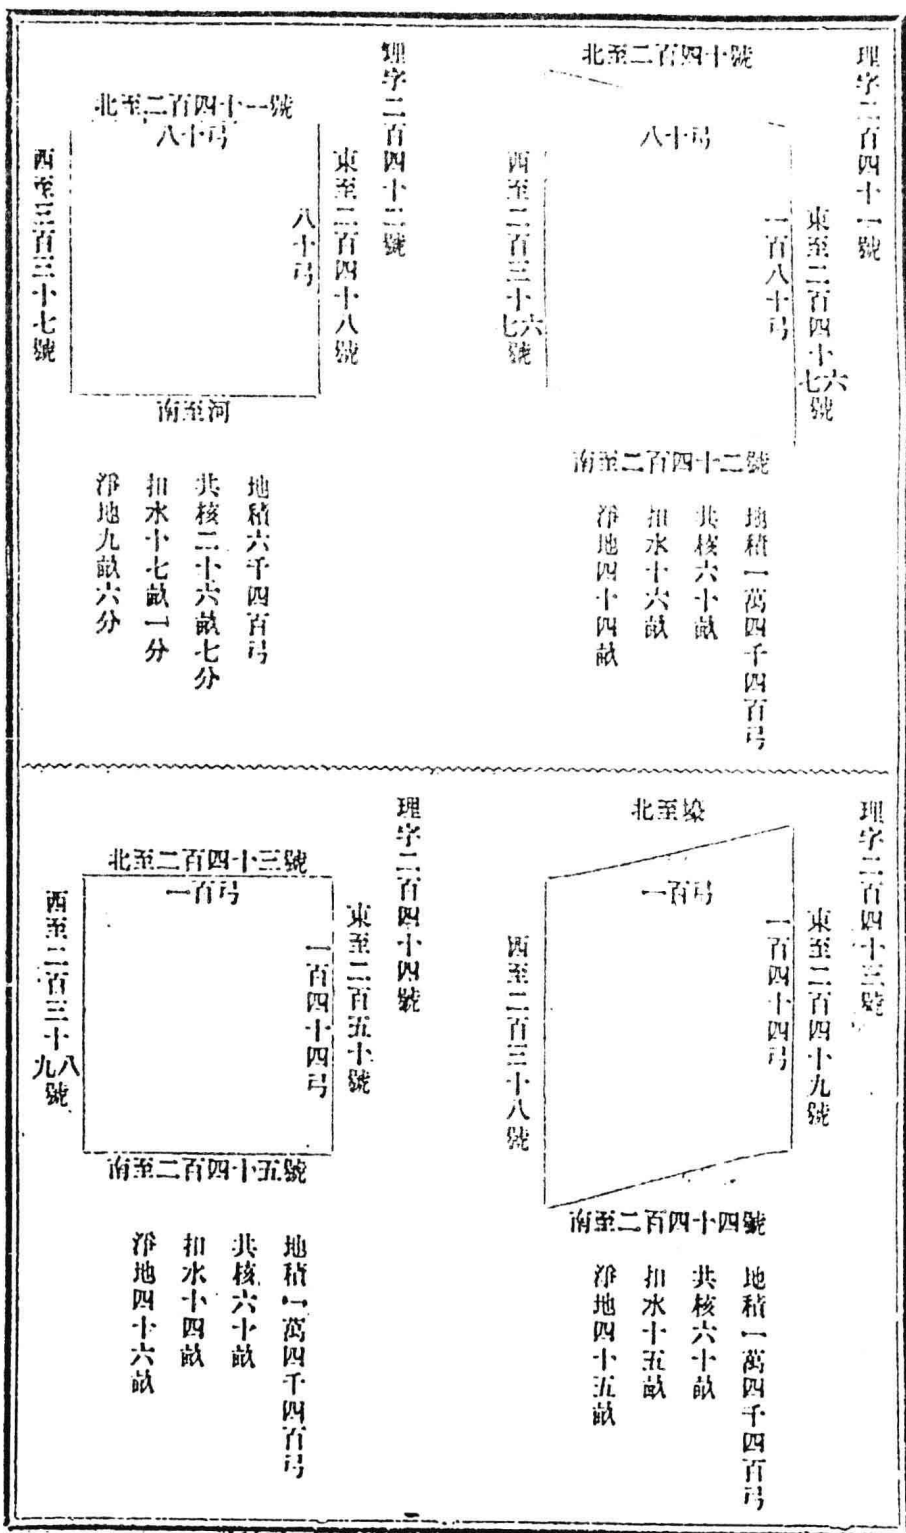 理字二百四十一號
北至二百四十號
八十弓
東至二百四十七六號
一百八十弓
西至二百三十七六號
南至二百四十二號
地積一萬四千四百弓
共核六十畝
扣水十六畝
淨地四十四畝
理字二百四十二號
北至二百四十一號
八十弓
東至二百四十八號
八十弓
西至三百三十七號
南至河
地積六千四百弓
共核二十六畝七分
扣水十七畝一分
淨地九畝六分
理字二百四十三號
北至壕
一百弓
東至二百四十九號
一百四十四弓
西至二百三十八號
南至二百四十四號
地積一萬四千四百弓
共核六十畝
扣水十五畝
淨地四十五畝
理字二百四十四號
北至二百四十三號
一百弓
東至二百五十號
一百四十四弓
西至二百三十九八號
南至二百四十五號
地積一萬四千四百弓
共核六十畝
扣水十四畝
淨地四十六畝